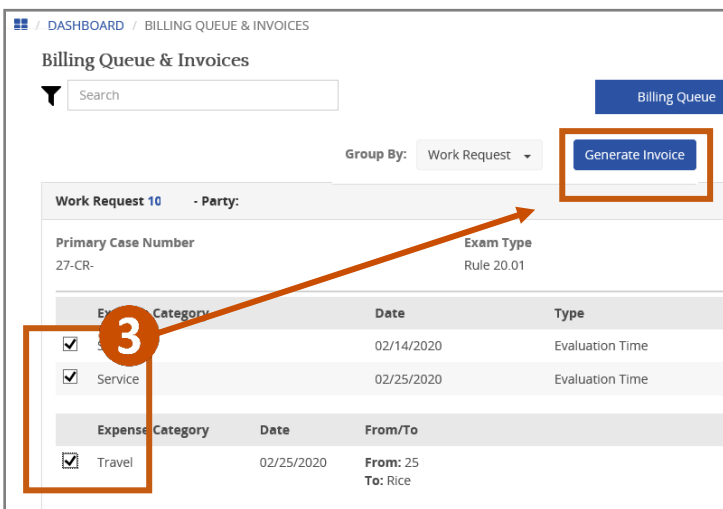 / DASHBOARD / BILLING QUEUE & INVOICES
Billing Queue & Invoices
Search
Billing Queue
Group By: Work Request
Generate Invoice
Work Request 10 - Party:
Primary Case Number Exam Type
27-CR- Rule 20.01
Category Date Type
02/14/2020 Evaluation Time
3
Service 02/25/2020 Evaluation Time
Expense Category Date From/To
Travel 02/25/2020 From: 25
To: Rice